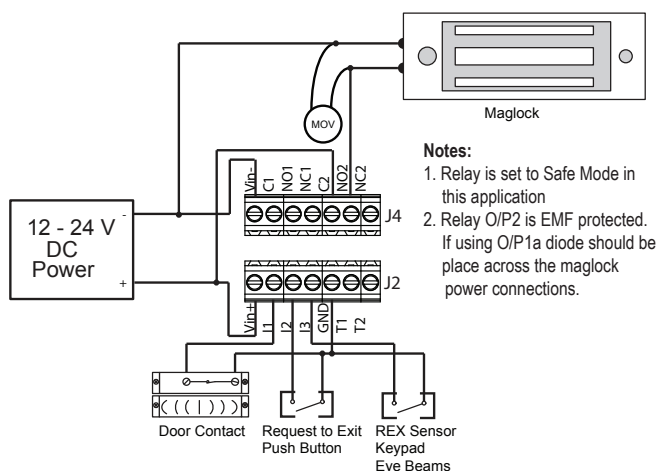 Maglock
MOV
Notes:
1. Relay is set to Safe Mode in
this application
2. Relay O/P2 is EMF protected.
If using O/P1a diode should be
place across the maglock
power connections.
Vin-
C1
NO1
NC1
C2
NO2
NC2
J4
12 - 24 V
DC
Power
-
+
J2
Vin+
I1
I2
I3
GND
T1
T2
Door Contact
Request to Exit
Push Button
REX Sensor
Keypad
Eye Beams